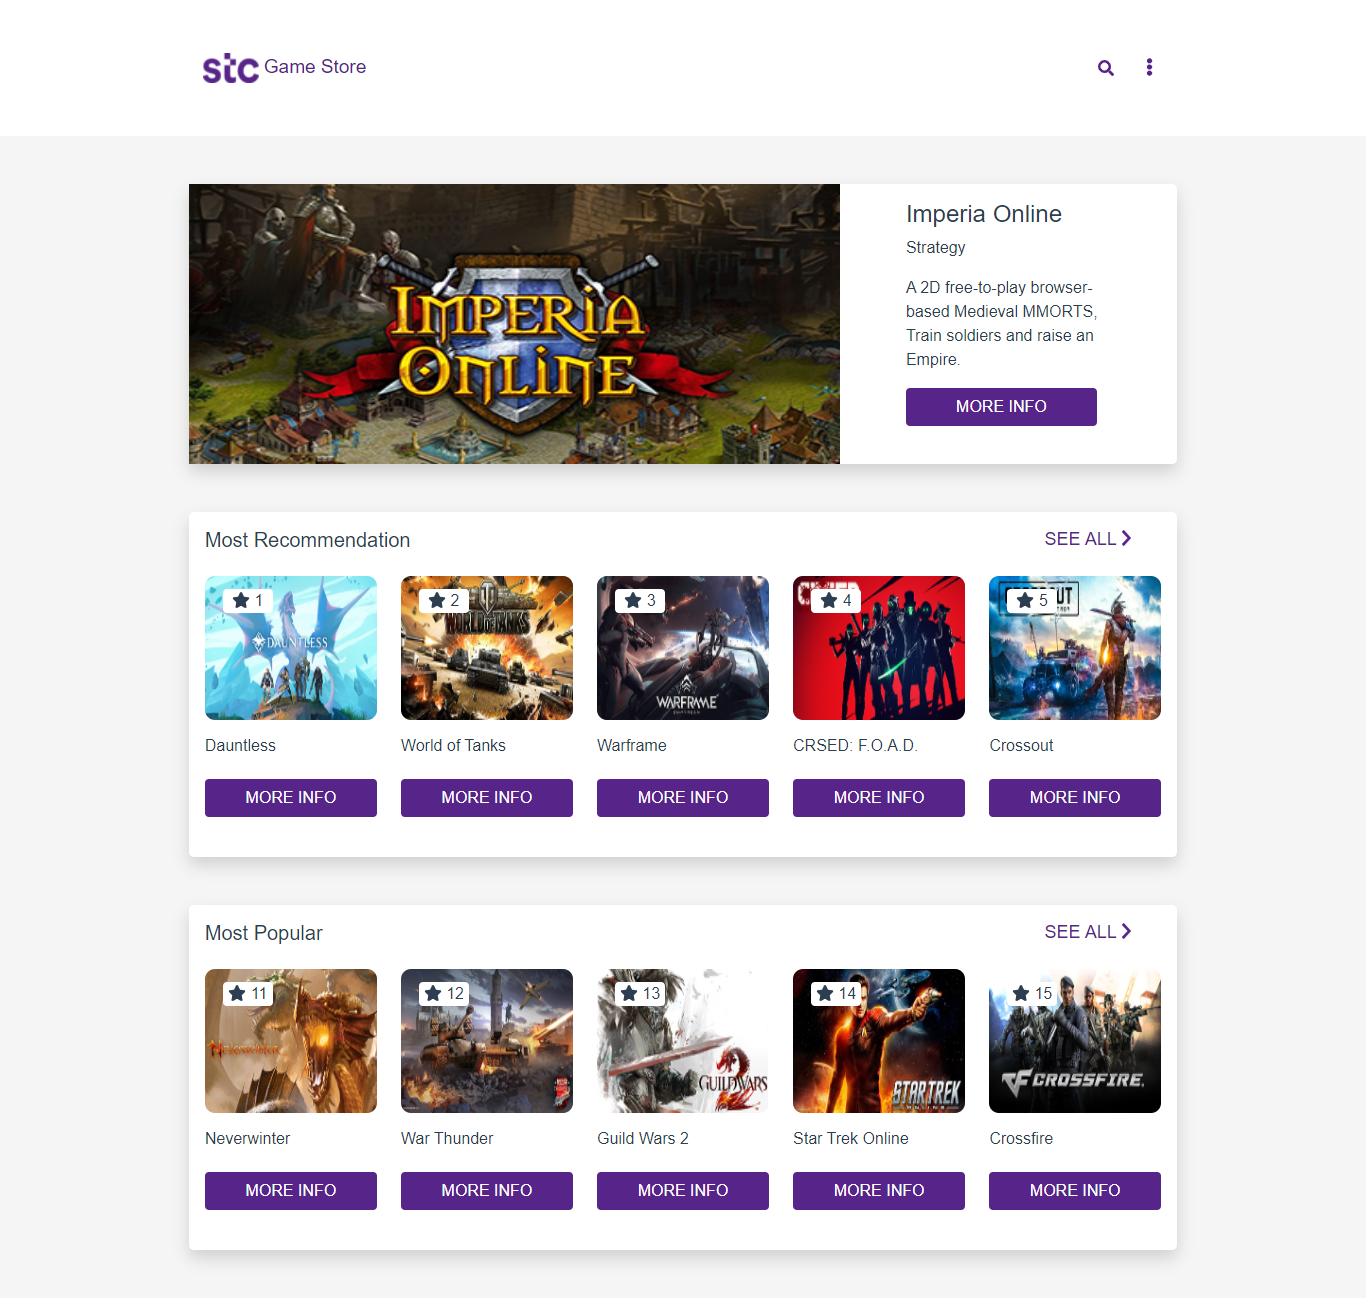 stc Game Store
IMPERIA
ONLINE
Imperia Online
Strategy
A 2D free-to-play browser-
based Medieval MMORTS,
Train soldiers and raise an
Empire.
MORE INFO
Most Recommendation
SEE ALL
1
2
3
4
5
DAUNTLESS
WORLD OF TANKS
WARFRAME
Dauntless
World of Tanks
Warframe
CRSED: F.O.A.D.
Crossout
MORE INFO
MORE INFO
MORE INFO
MORE INFO
MORE INFO
Most Popular
SEE ALL
11
12
13
14
15
NEVERWINTER
GUILD WARS
2
STAR TREK
ONLINE
CROSSFIRE
Neverwinter
War Thunder
Guild Wars 2
Star Trek Online
Crossfire
MORE INFO
MORE INFO
MORE INFO
MORE INFO
MORE INFO